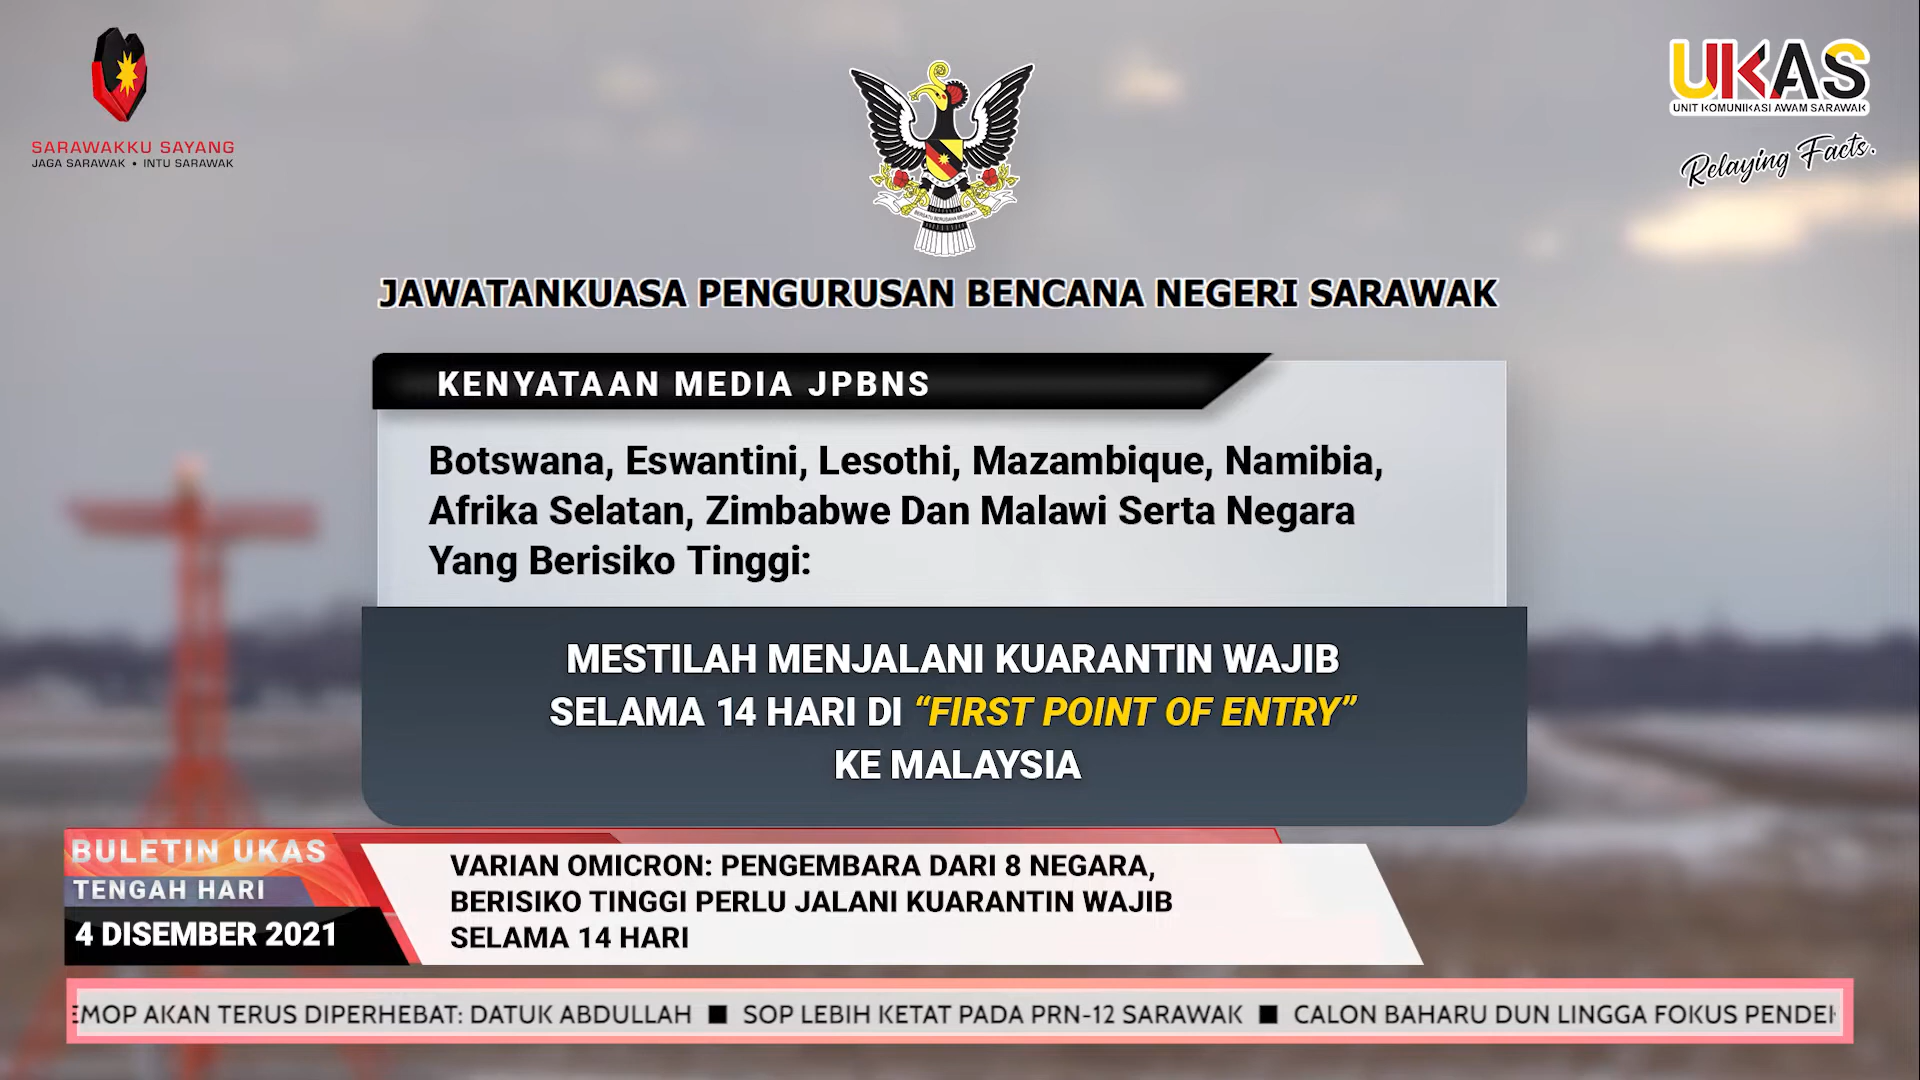 SARAWAKKU SAYANG
JAGA SARAWAK • INTU SARAWAK
UKAS
UNIT KOMUNIKASI AWAM SARAWAK
Relaying Facts.
BERSATU BERUSAHA BERBAKTI
JAWATANKUASA PENGURUSAN BENCANA NEGERI SARAWAK
KENYATAAN MEDIA JPBNS
Botswana, Eswantini, Lesothi, Mazambique, Namibia,
Afrika Selatan, Zimbabwe Dan Malawi Serta Negara
Yang Berisiko Tinggi:
MESTILAH MENJALANI KUARANTIN WAJIB
SELAMA 14 HARI DI “FIRST POINT OF ENTRY”
KE MALAYSIA
BULETIN UKAS
TENGAH HARI
4 DISEMBER 2021
VARIAN OMICRON: PENGEMBARA DARI 8 NEGARA,
BERISIKO TINGGI PERLU JALANI KUARANTIN WAJIB
SELAMA 14 HARI
AKAN TERUS DIPERHEBAT: DATUK ABDULLAH ■ SOP LEBIH KETAT PADA PRN-12 SARAWAK ■ CALON BAHARU DUN LINGGA FOKUS